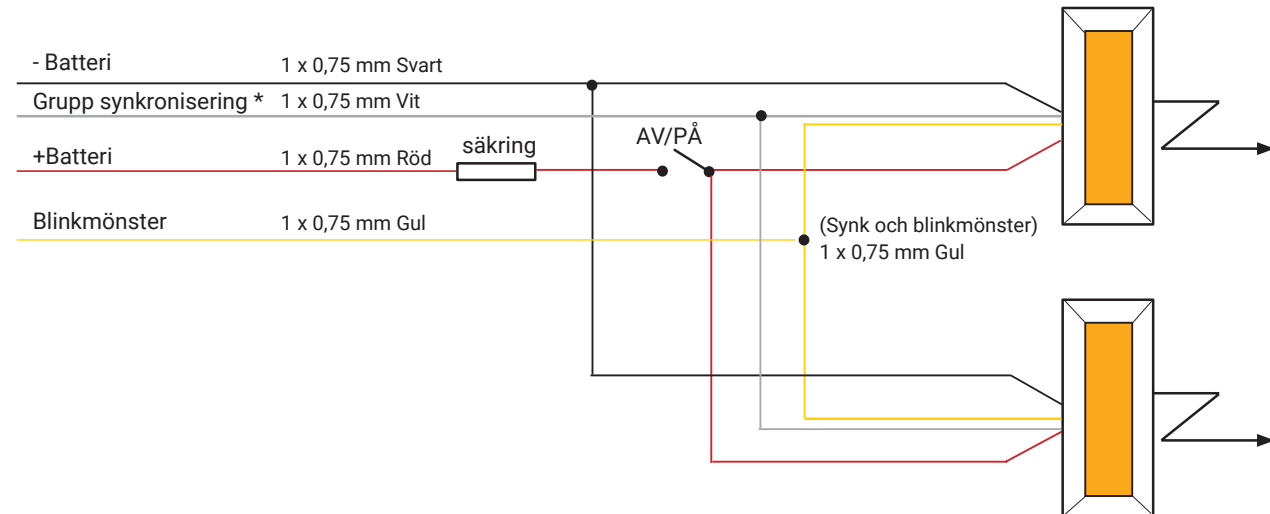 - Batteri 1 x 0,75 mm Svart
Grupp synkronisering * 1 x 0,75 mm Vit
+Batteri 1 x 0,75 mm Röd
säkring
AV/PÅ
Blinkmönster 1 x 0,75 mm Gul
(Synk och blinkmönster)
1 x 0,75 mm Gul